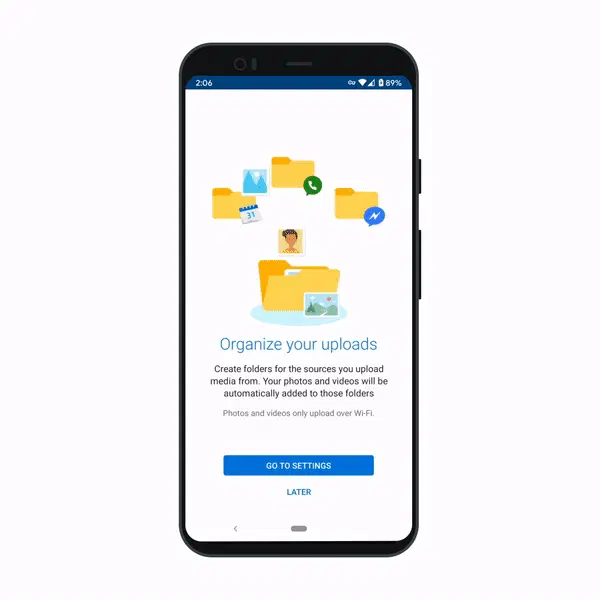 2:06
89%
31
Organize your uploads
Create folders for the sources you upload
media from. Your photos and videos will be
automatically added to those folders
Photos and videos only upload over Wi-Fi.
GO TO SETTINGS
LATER